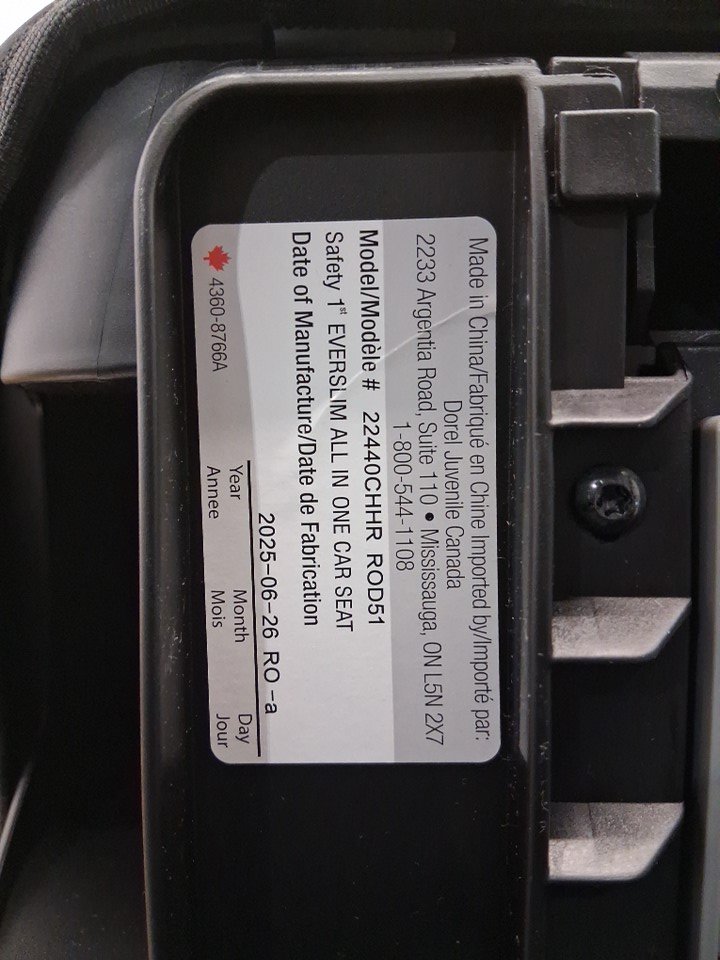 Made in China/Fabriqué en Chine Imported by/Importé par:
Dorel Juvenile Canada
2233 Argentia Road, Suite 110 • Mississauga, ON L5N 2X7
1-800-544-1108
Model/Modèle # 22440CHHR ROD51
Safety 1st EVERSLIM ALL IN ONE CAR SEAT
Date of Manufacture/Date de Fabrication
2025-06-26 RO -a
Year Month Day
Annee Mois Jour
4360-8766A